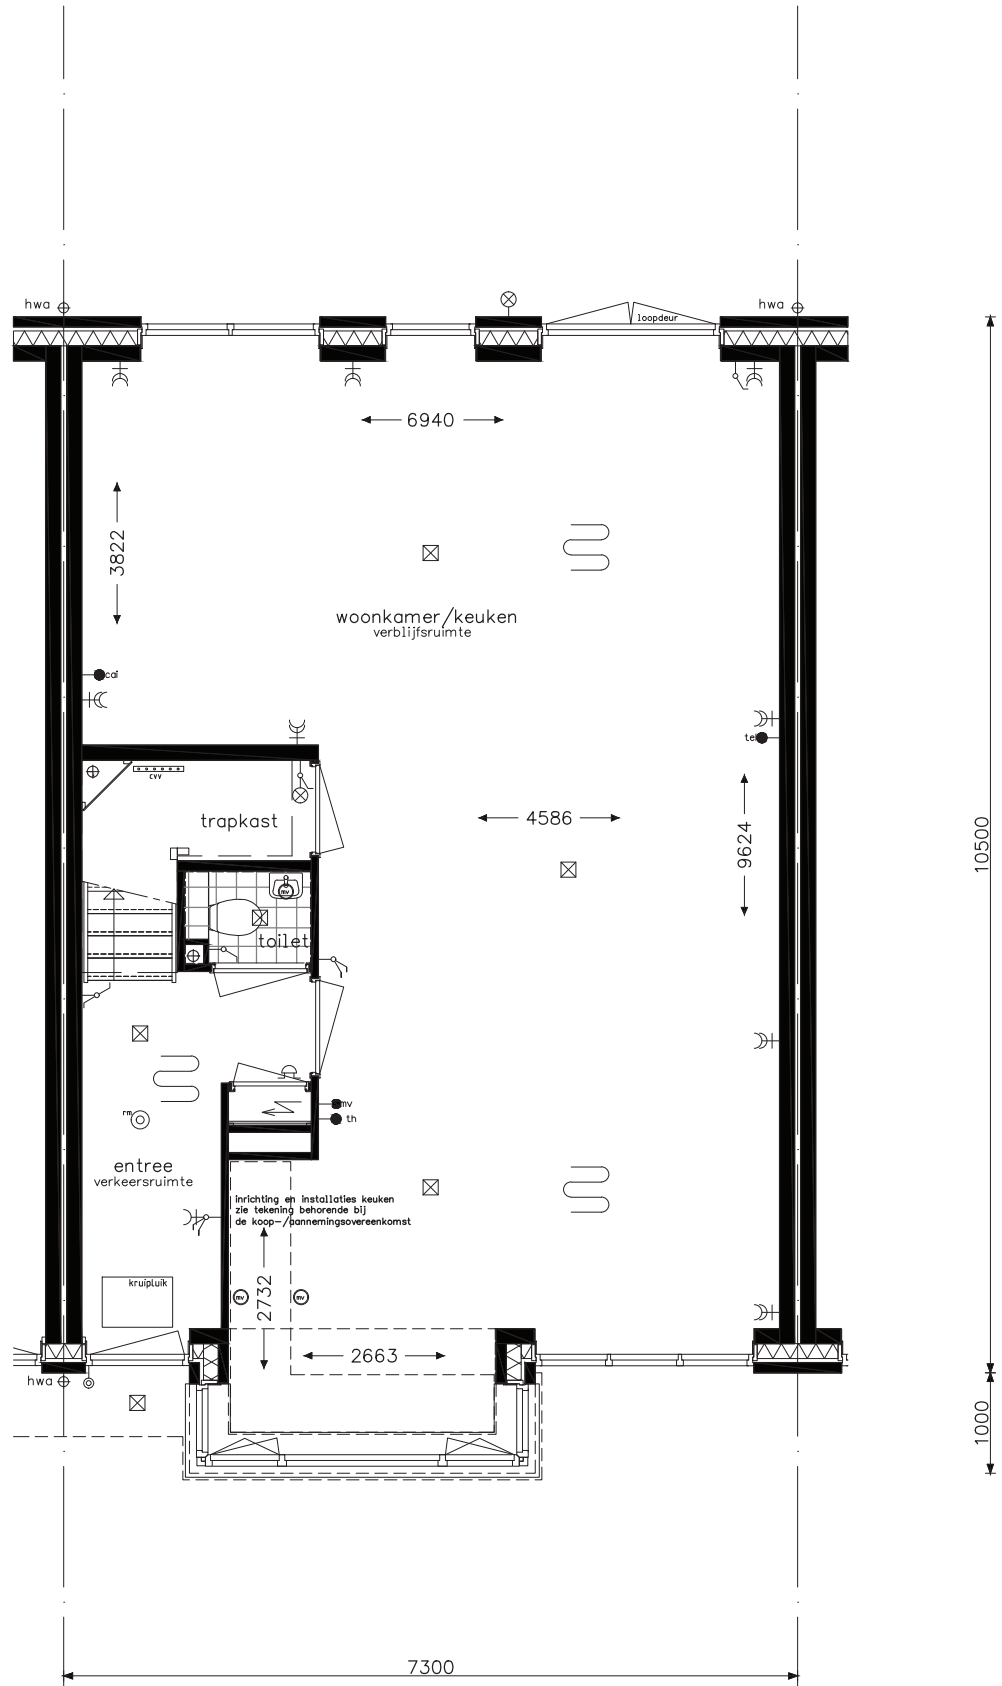 hwa
hwa
loopdeur
6940
3822
woonkamer/keuken
verblijfsruimte
cai
tel
cvv
trapkast
4586
9624
10500
mv
toilet
rm
mv
th
entree
verkeersruimte
inrichting en installaties keuken
zie tekening behorende bij
de koop-/aannemingsovereenkomst
kruipluik
mv
2732
mv
2663
hwa
1000
7300